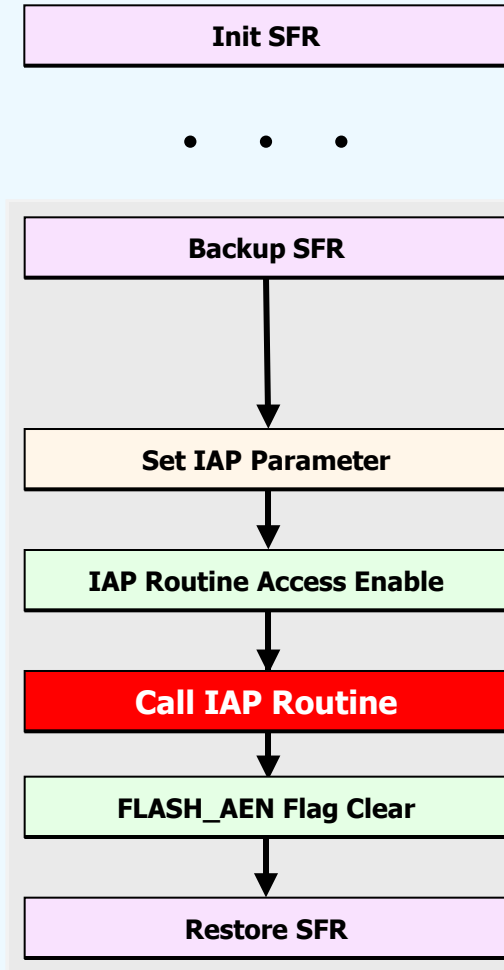 Init SFR
• • •
Backup SFR
Set IAP Parameter
IAP Routine Access Enable
Call IAP Routine
FLASH_AEN Flag Clear
Restore SFR